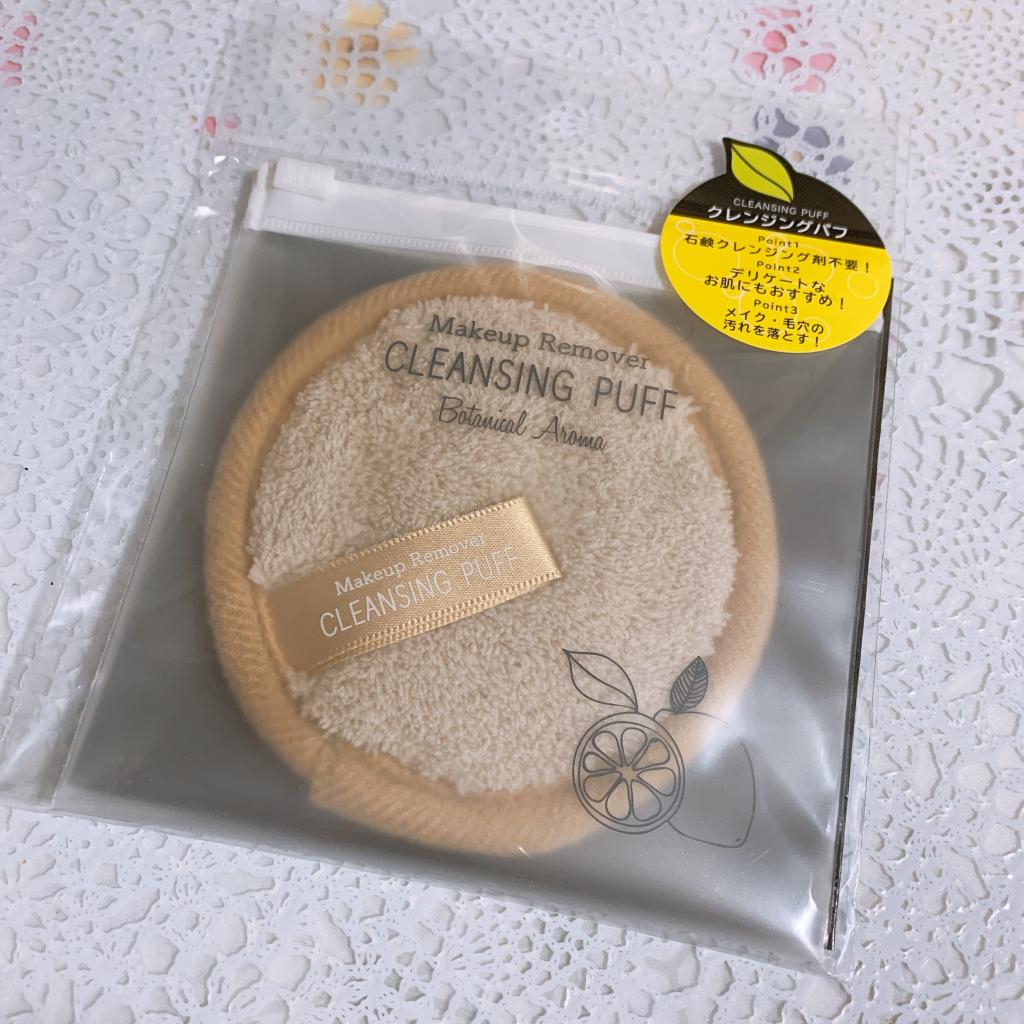 CLEANSING PUFF
クレンジングパフ
Point1
石鹸クレンジング剤不要!
Point2
デリケートな
お肌にもおすすめ!
Point3
メイク・毛穴の
汚れを落とす!
Makeup Remover
CLEANSING PUFF
Botanical Aroma
Makeup Remover
CLEANSING PUFF